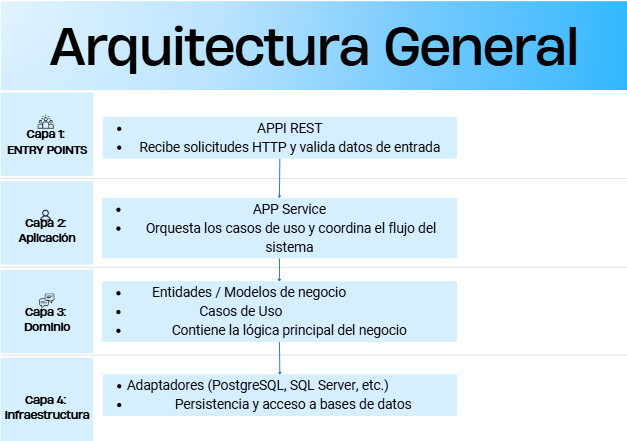 Arquitectura General
Capa 1:
ENTRY POINTS
• APPI REST
• Recibe solicitudes HTTP y valida datos de entrada
Capa 2:
Aplicación
• APP Service
• Orquesta los casos de uso y coordina el flujo del
sistema
Capa 3:
Dominio
• Entidades / Modelos de negocio
• Casos de Uso
• Contiene la lógica principal del negocio
Capa 4:
Infraestructura
• Adaptadores (PostgreSQL, SQL Server, etc.)
• Persistencia y acceso a bases de datos